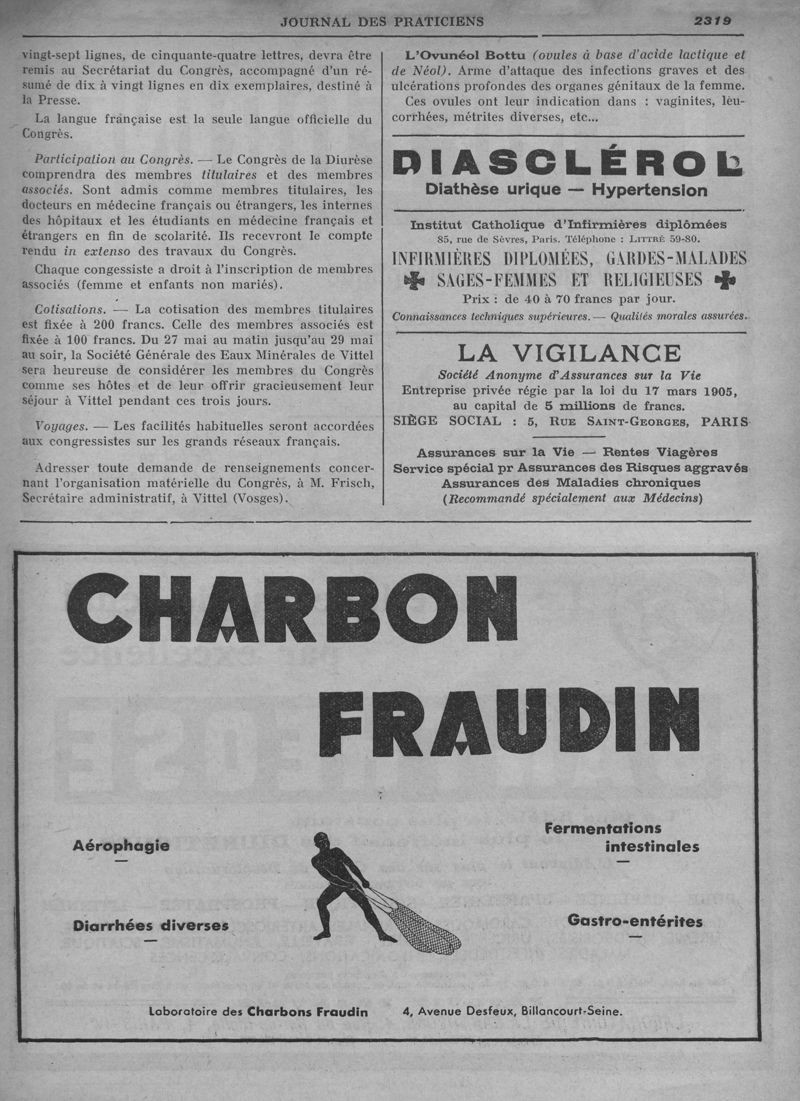 JOURNAL DES PRATICIENS 2319
vingt-sept lignes, de cinquante-quatre lettres, devra être
remis au Secrétariat du Congrès, accompagné d'un ré-
sumé de dix à vingt lignes en dix exemplaires, destiné à
la Presse.
La langue française est la seule langue officielle du
Congrès.
Participation au Congrès. — Le Congrès de la Diurèse
comprendra des membres titulaires et des membres
associés. Sont admis comme membres titulaires, les
docteurs en médecine français ou étrangers, les internes
des hôpitaux et les étudiants en médecine français et
étrangers en fin de scolarité. Ils recevront le compte
rendu in extenso des travaux du Congrès.
Chaque congessiste a droit à l'inscription de membres
associés (femme et enfants non mariés).
Cotisations. — La cotisation des membres titulaires
est fixée à 200 francs. Celle des membres associés est
fixée à 100 francs. Du 27 mai au matin jusqu'au 29 mai
au soir, la Société Générale des Eaux Minérales de Vittel
sera heureuse de considérer les membres du Congrès
comme ses hôtes et de leur offrir gracieusement leur
séjour à Vittel pendant ces trois jours.
Voyages. — Les facilités habituelles seront accordées
aux congressistes sur les grands réseaux français.
Adresser toute demande de renseignements concer-
nant l'organisation matérielle du Congrès, à M. Frisch,
Secrétaire administratif, à Vittel (Vosges).
L'Ovunéol Bottu (ovules à base d'acide lactique et
de Néol). Arme d'attaque des infections graves et des
ulcérations profondes des organes génitaux de la femme.
Ces ovules ont leur indication dans : vaginites, leu-
corrhées, métrites diverses, etc...
DIASCLÉROL
Diathèse urique — Hypertension
Institut Catholique d'Infirmières diplômées
85, rue de Sèvres, Paris. Téléphone : LITTRÉ 59-80.
INFIRMIÈRES DIPLOMÉES, GARDES-MALADES
SAGES-FEMMES ET RELIGIEUSES
Prix : de 40 à 70 francs par jour.
Connaissances techniques supérieures. — Qualités morales assurées.
LA VIGILANCE
Société Anonyme d'Assurances sur la Vie
Entreprise privée régie par la loi du 17 mars 1905,
au capital de 5 millions de francs.
SIÈGE SOCIAL : 5, RUE SAINT-GEORGES, PARIS
Assurances sur la Vie — Rentes Viagères
Service spécial pr Assurances des Risques aggravés
Assurances des Maladies chroniques
(Recommandé spécialement aux Médecins)
CHARBON
FRAUDIN
Aérophagie
Diarrhées diverses
Fermentations
intestinales
Gastro-entérites
Laboratoire des Charbons Fraudin 4, Avenue Desfeux, Billancourt-Seine.